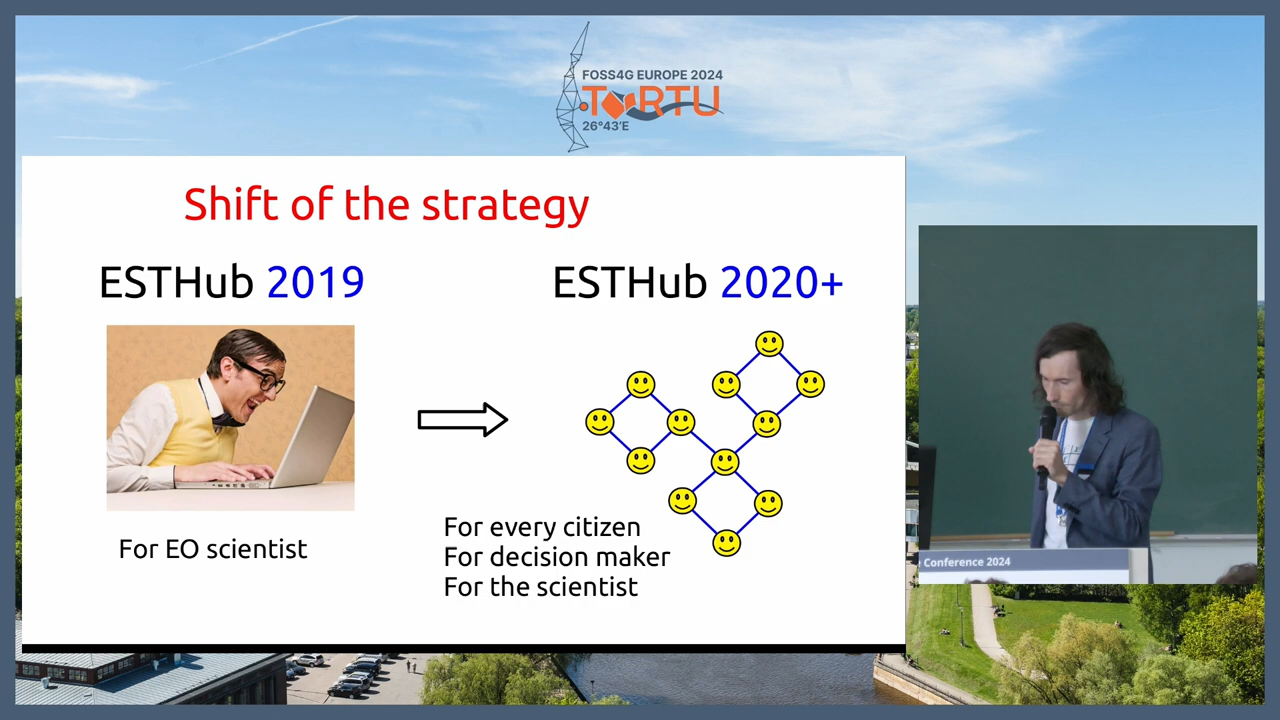 FOSS4G EUROPE 2024
TARTU
26°43'E
Shift of the strategy
ESTHub 2019
ESTHub 2020+
For EO scientist
For every citizen
For decision maker
For the scientist
Conference 2024